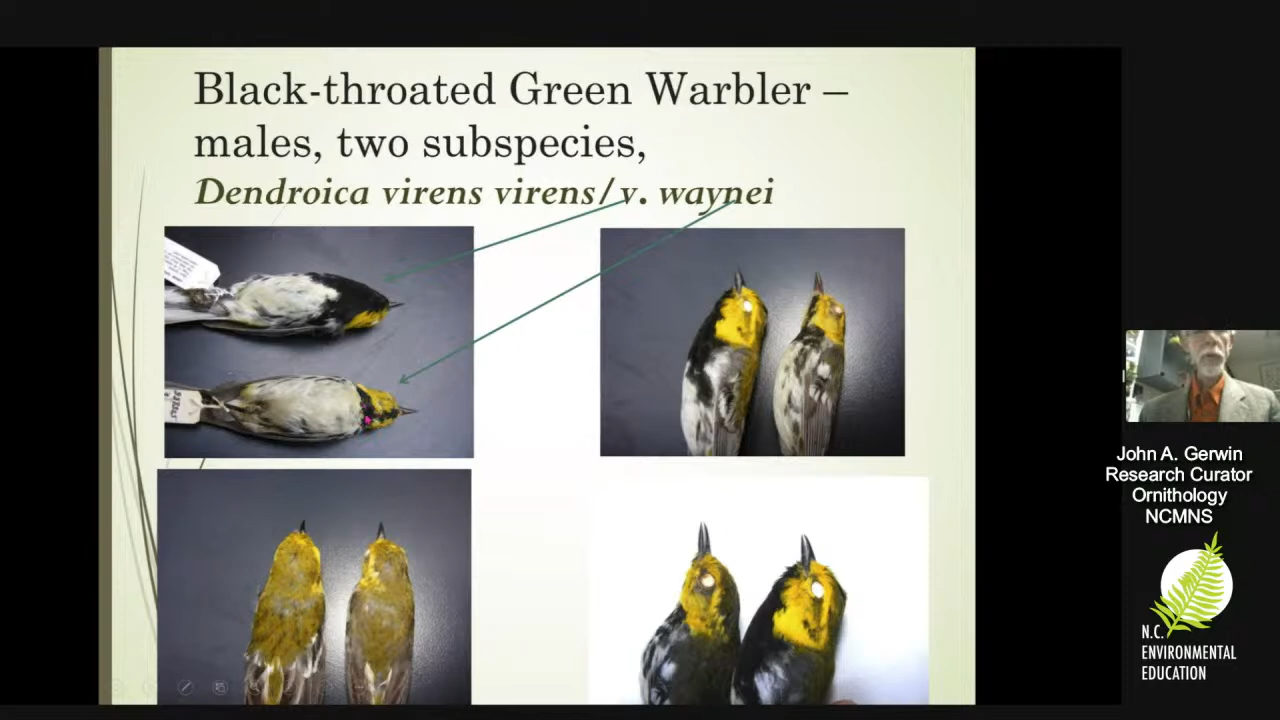 Black-throated Green Warbler –
males, two subspecies,
Dendroica virens virens/v. waynei
John A. Gerwin
Research Curator
Ornithology
NCMNS
N.C.
ENVIRONMENTAL
EDUCATION